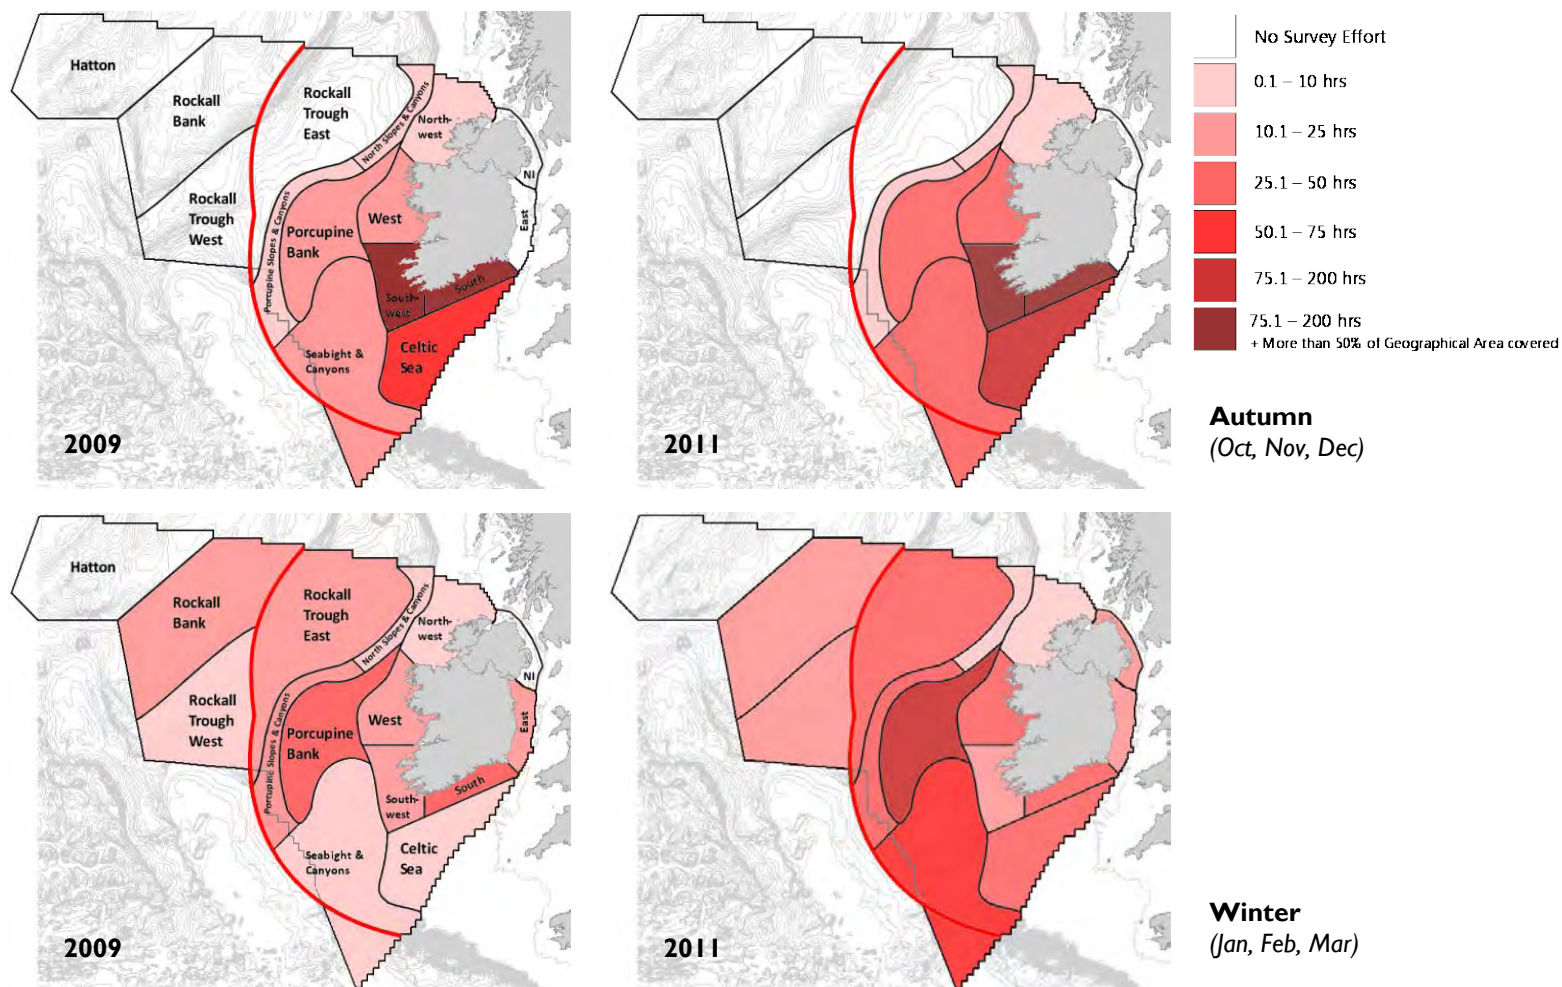 Hatton
Rockall
Bank
Rockall
Trough
East
North Slopes & Canyons
North-
west
NI
Rockall
Trough
West
Porcupine Slopes & Canyons
Porcupine
Bank
West
East
South-
west
South
Seabight &
Canyons
Celtic
Sea
2009
2011
No Survey Effort
0.1 – 10 hrs
10.1 – 25 hrs
25.1 – 50 hrs
50.1 – 75 hrs
75.1 – 200 hrs
75.1 – 200 hrs
+ More than 50% of Geographical Area covered
Autumn
(Oct, Nov, Dec)
Hatton
Rockall
Bank
Rockall
Trough
East
North Slopes & Canyons
North-
west
NI
Rockall
Trough
West
Porcupine Slopes & Canyons
Porcupine
Bank
West
East
South-
west
South
Seabight &
Canyons
Celtic
Sea
2009
2011
Winter
(Jan, Feb, Mar)